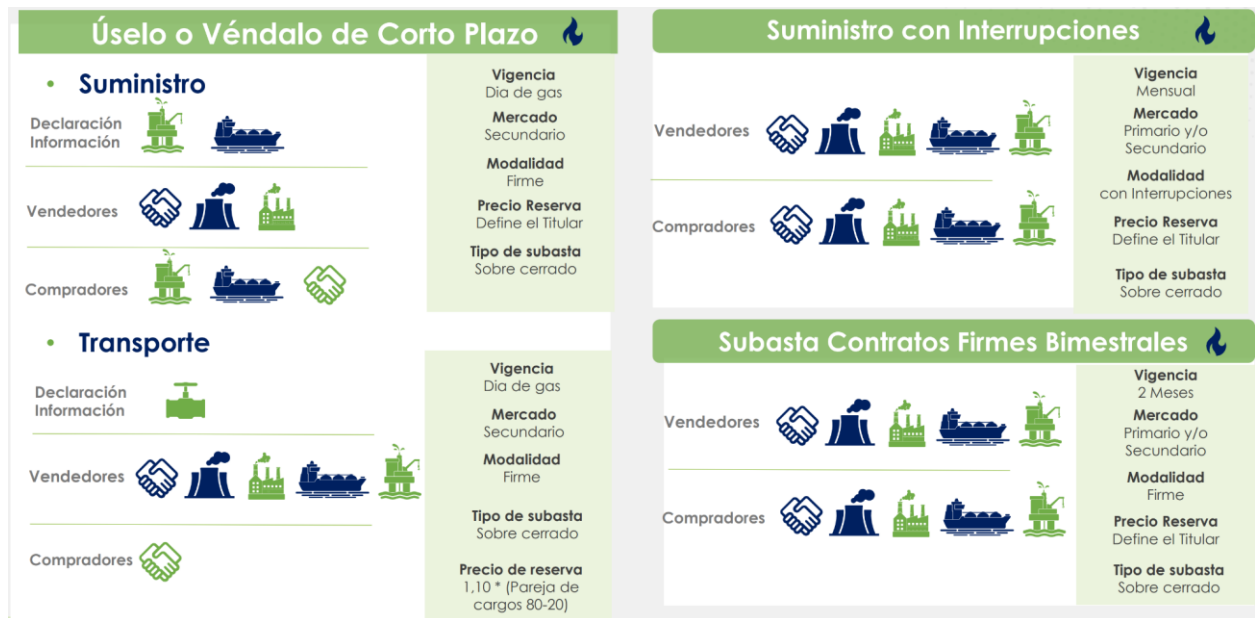 Úselo o Véndalo de Corto Plazo
• Suministro
Declaración
Información
Vendedores
Compradores
Vigencia
Dia de gas
Mercado
Secundario
Modalidad
Firme
Precio Reserva
Define el Titular
Tipo de subasta
Sobre cerrado
• Transporte
Declaración
Información
Vendedores
Compradores
Vigencia
Dia de gas
Mercado
Secundario
Modalidad
Firme
Tipo de subasta
Sobre cerrado
Precio de reserva
1,10 * (Pareja de
cargos 80-20)
Suministro con Interrupciones
Vendedores
Compradores
Vigencia
Mensual
Mercado
Primario y/o
Secundario
Modalidad
con Interrupciones
Precio Reserva
Define el Titular
Tipo de subasta
Sobre cerrado
Subasta Contratos Firmes Bimestrales
Vendedores
Compradores
Vigencia
2 Meses
Mercado
Primario y/o
Secundario
Modalidad
Firme
Precio Reserva
Define el Titular
Tipo de subasta
Sobre cerrado